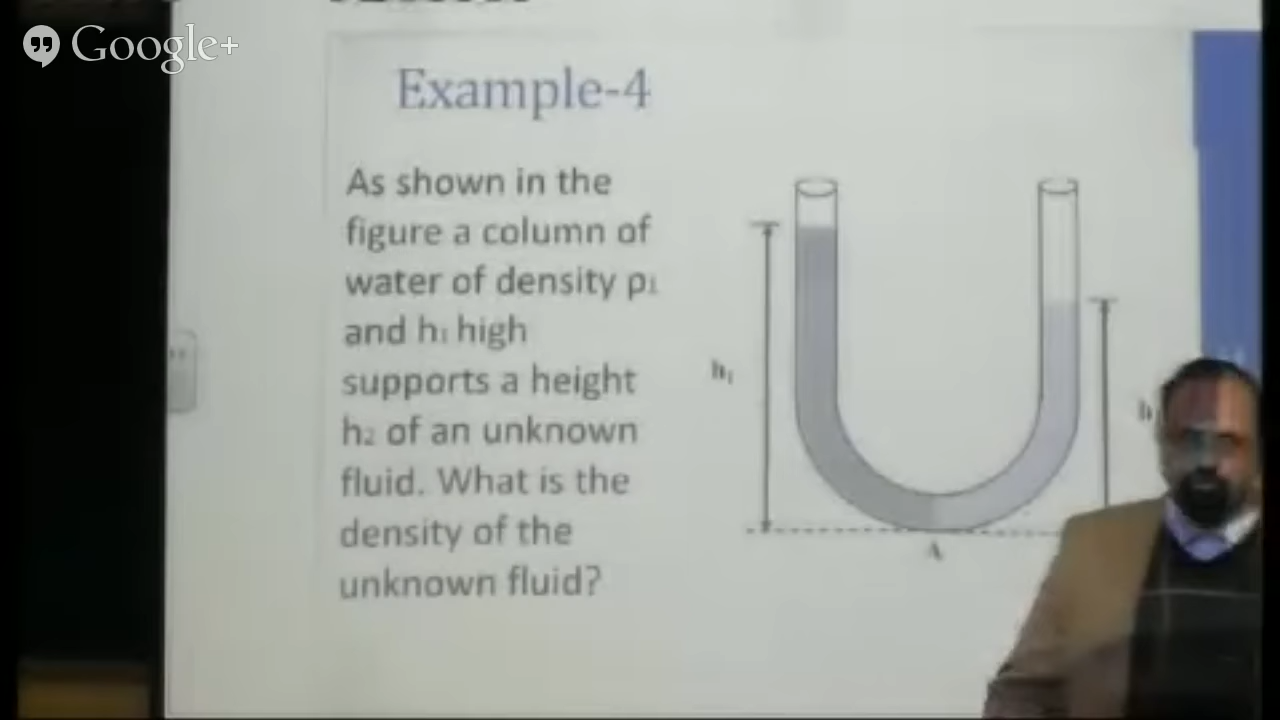 Google+
Example-4
As shown in the
figure a column of
water of density ρ₁
and h₁ high
supports a height
h₂ of an unknown
fluid. What is the
density of the
unknown fluid?
h₁
h
A